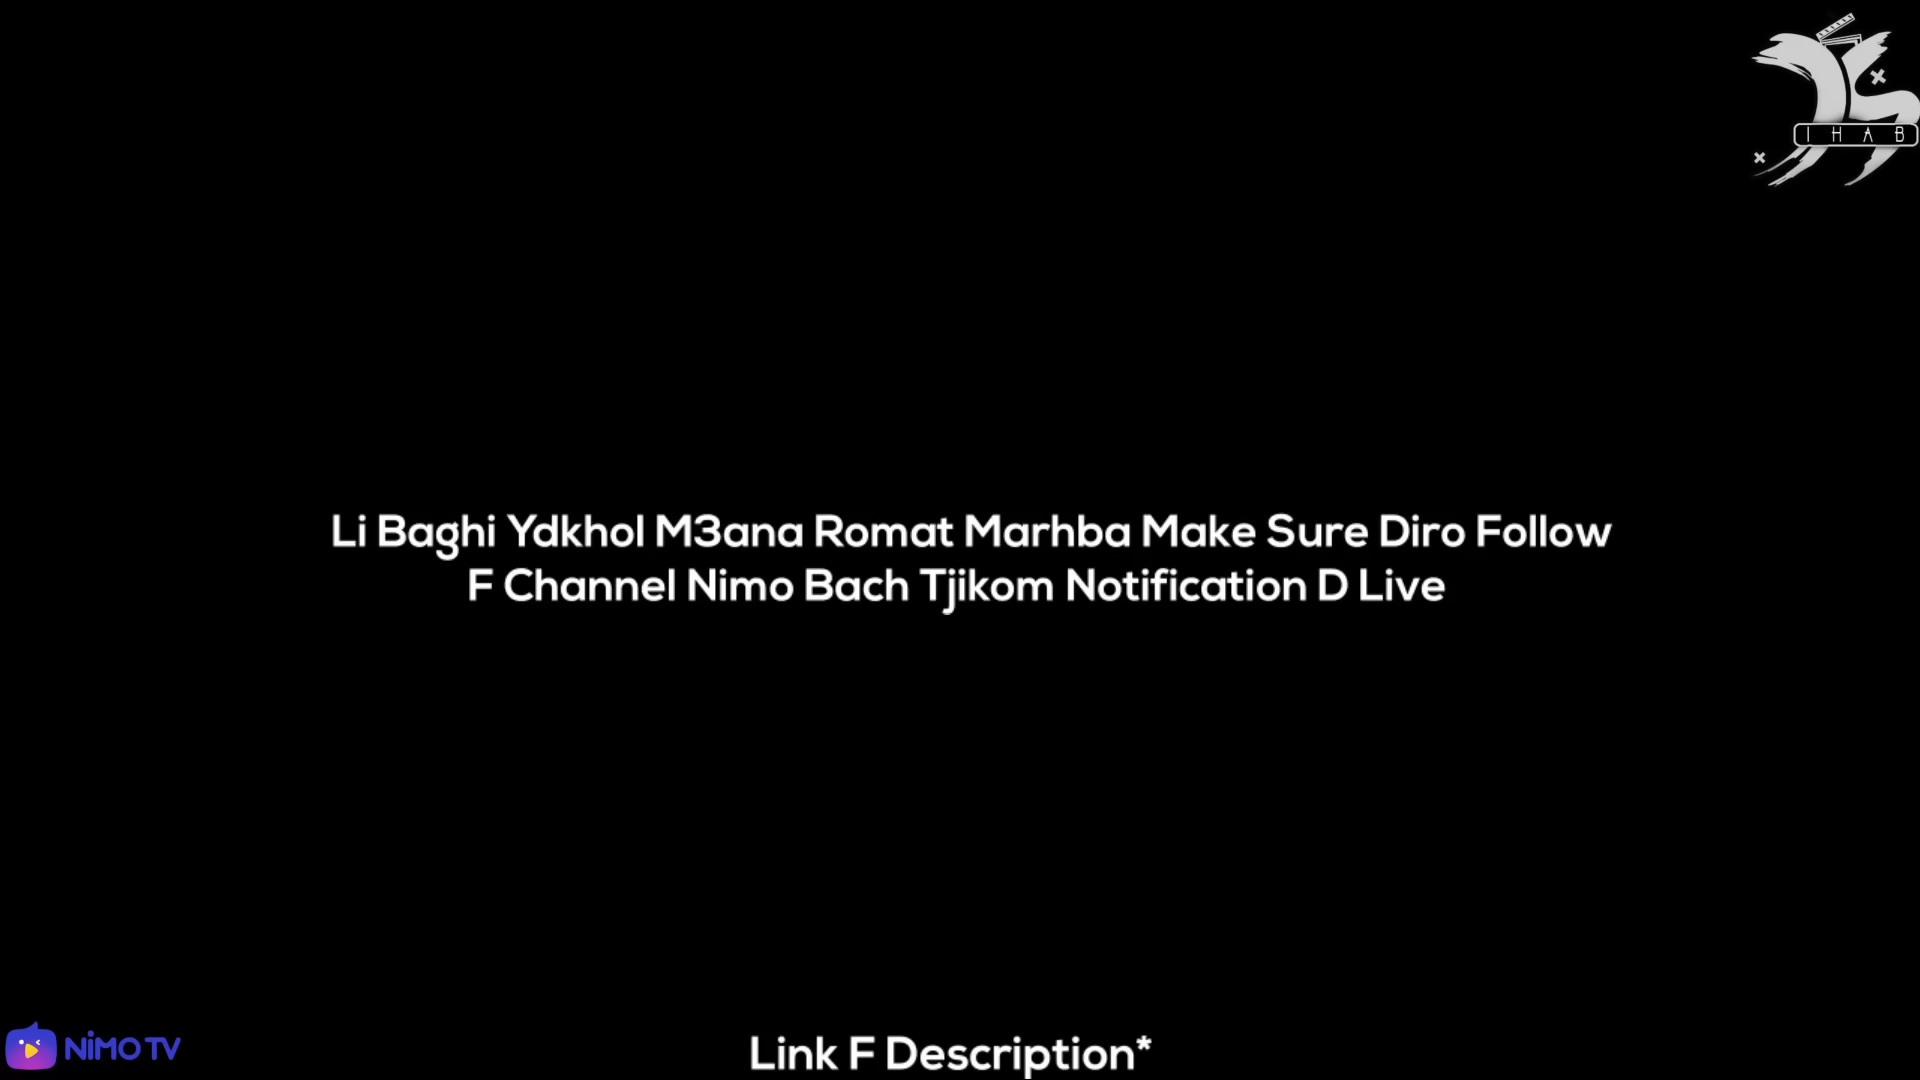 IHAB
Li Baghi Ydkhol M3ana Romat Marhba Make Sure Diro Follow
F Channel Nimo Bach Tjikom Notification D Live
NIMO TV
Link F Description*